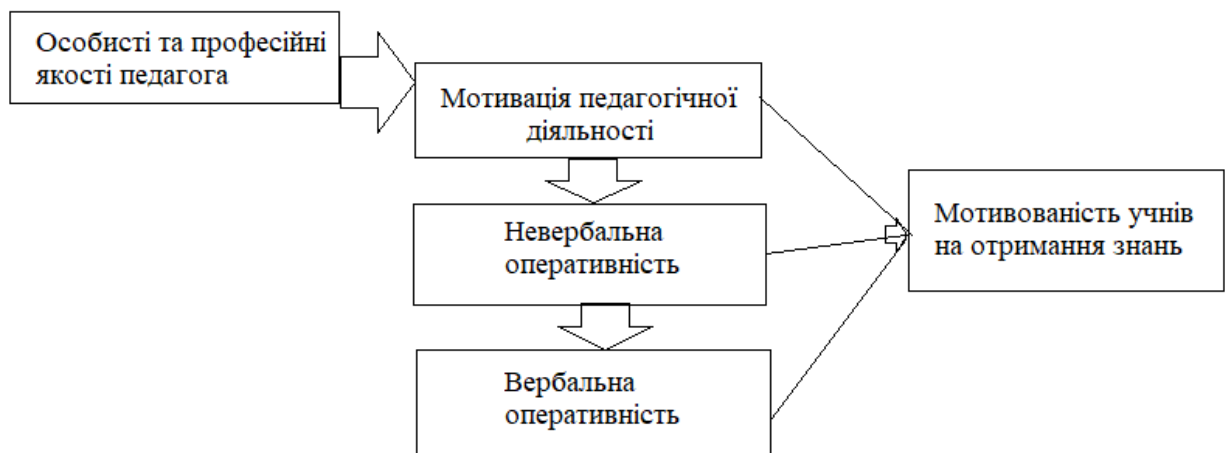 Особисті та професійні
якості педагога
Мотивація педагогічної
діяльності
Невербальна
оперативність
Вербальна
оперативність
Мотивованість учнів
на отримання знань